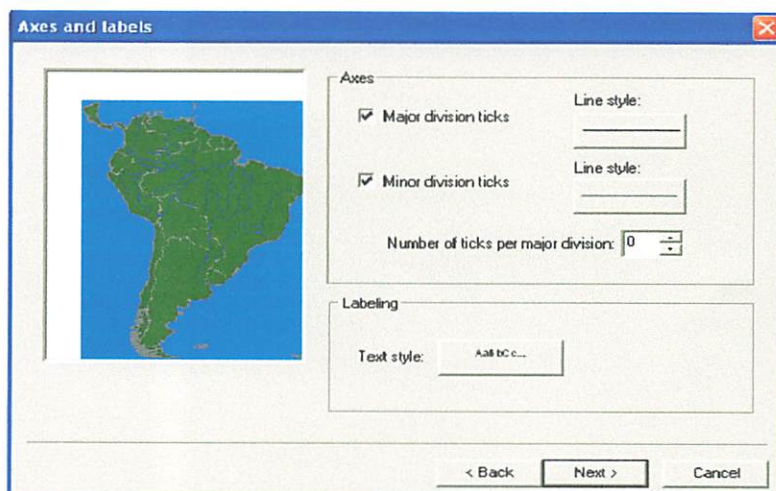 Axes and labels
Axes
Major division ticks
Line style:
Minor division ticks
Line style:
Number of ticks per major division: 0
Labeling
Text style:
< Back
Next >
Cancel